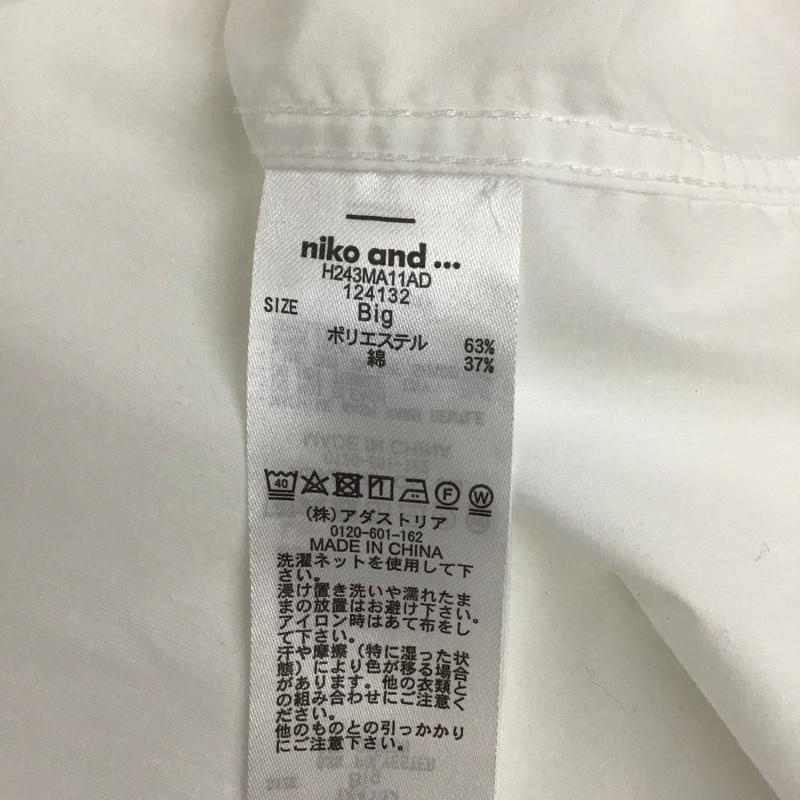 niko and ...
H243MA11AD
124132
SIZE Big
ポリエステル 63%
綿 37%
40 F W
(株)アダストリア
0120-601-162
MADE IN CHINA
洗濯ネットを使用して下
さい。
浸け置き洗いや濡れたま
まの放置はお避け下さい。
アイロン時はあて布をし
て下さい。
汗や摩擦(特に湿った状
態)により色が移る場合
があります。他の衣類と
の組み合わせにご注意く
ださい。
他のものとの引っかかり
にご注意下さい。